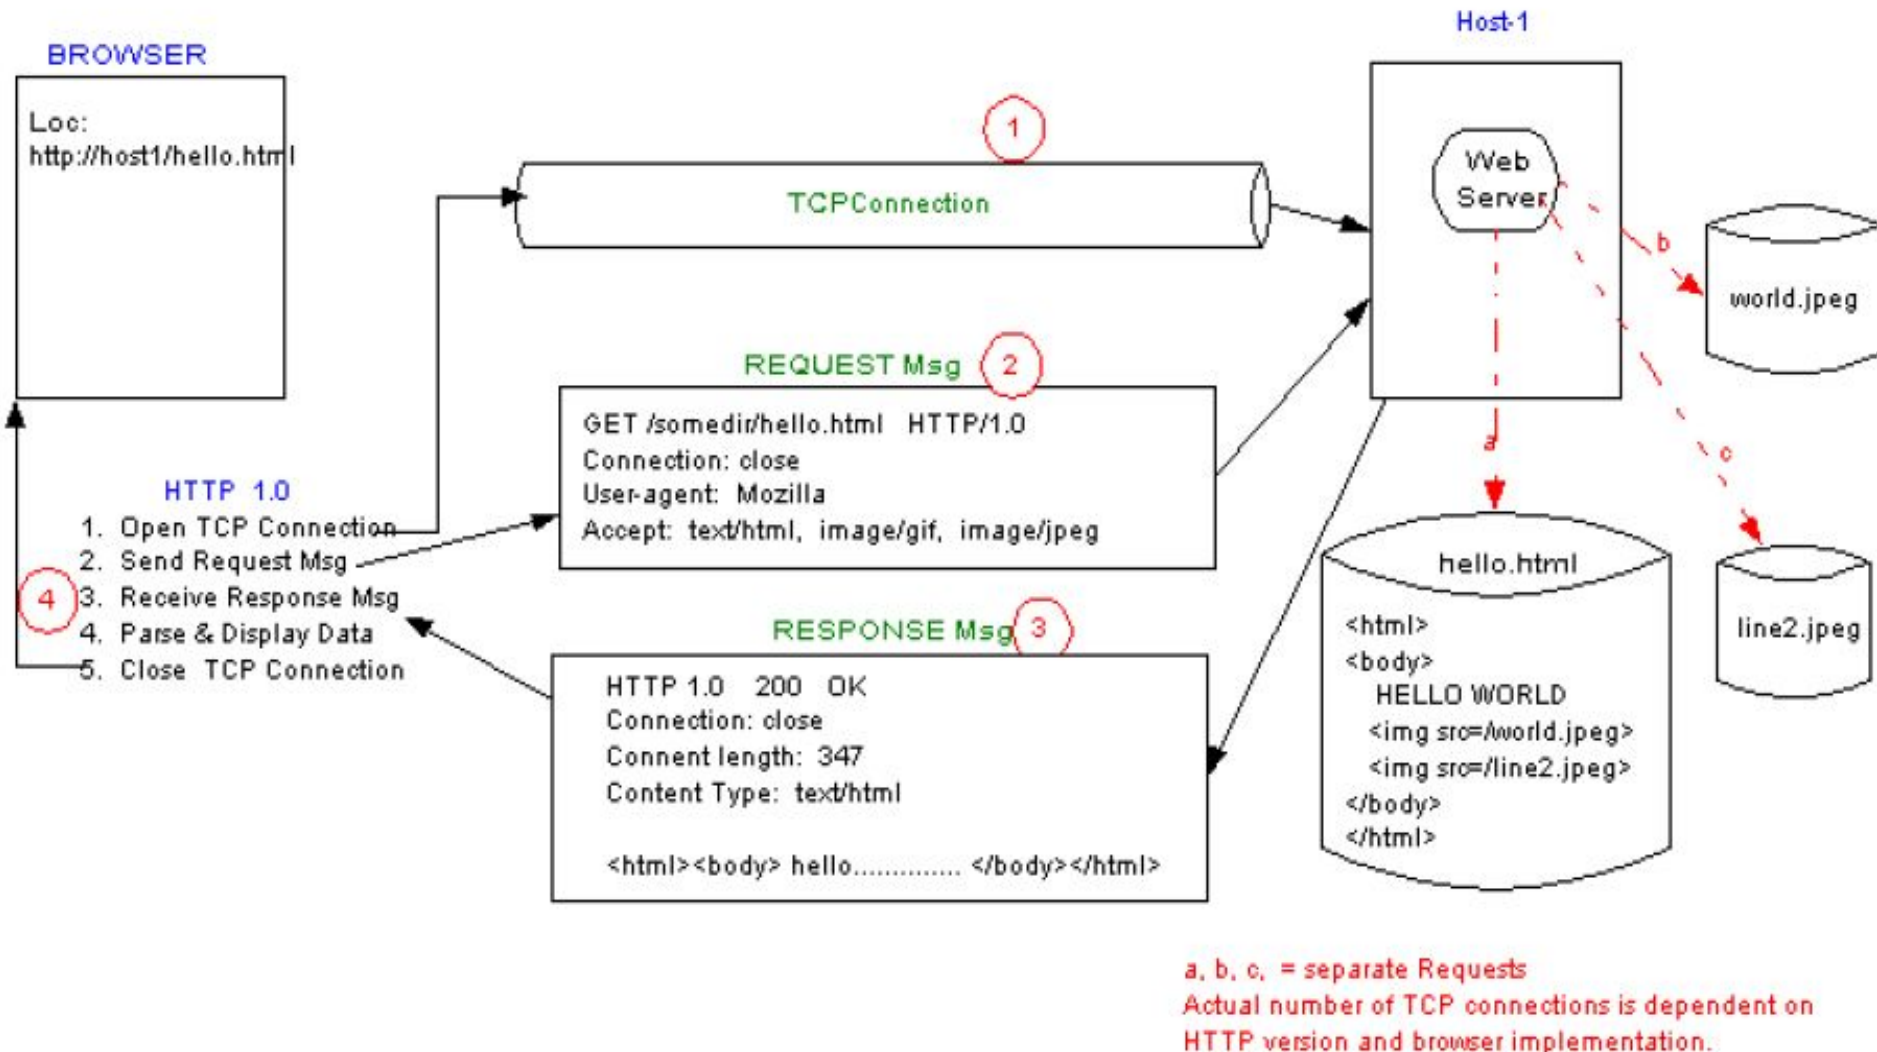 Host-1
BROWSER
Loc:
http://host1/hello.html
1
TCPConnection
Web
Server
b
world.jpeg
REQUEST Msg 2
GET /somedir/hello.html HTTP/1.0
Connection: close
User-agent: Mozilla
Accept: text/html, image/gif, image/jpeg
a
c
HTTP 1.0
1. Open TCP Connection
2. Send Request Msg
3. Receive Response Msg
4. Parse & Display Data
5. Close TCP Connection
4
RESPONSE Msg 3
HTTP 1.0 200 OK
Connection: close
Connent length: 347
Content Type: text/html
<html><body> hello.............. </body></html>
hello.html
<html>
<body>
HELLO WORLD
<img src=/world.jpeg>
<img src=/line2.jpeg>
</body>
</html>
line2.jpeg
a, b, c, = separate Requests
Actual number of TCP connections is dependent on
HTTP version and browser implementation.